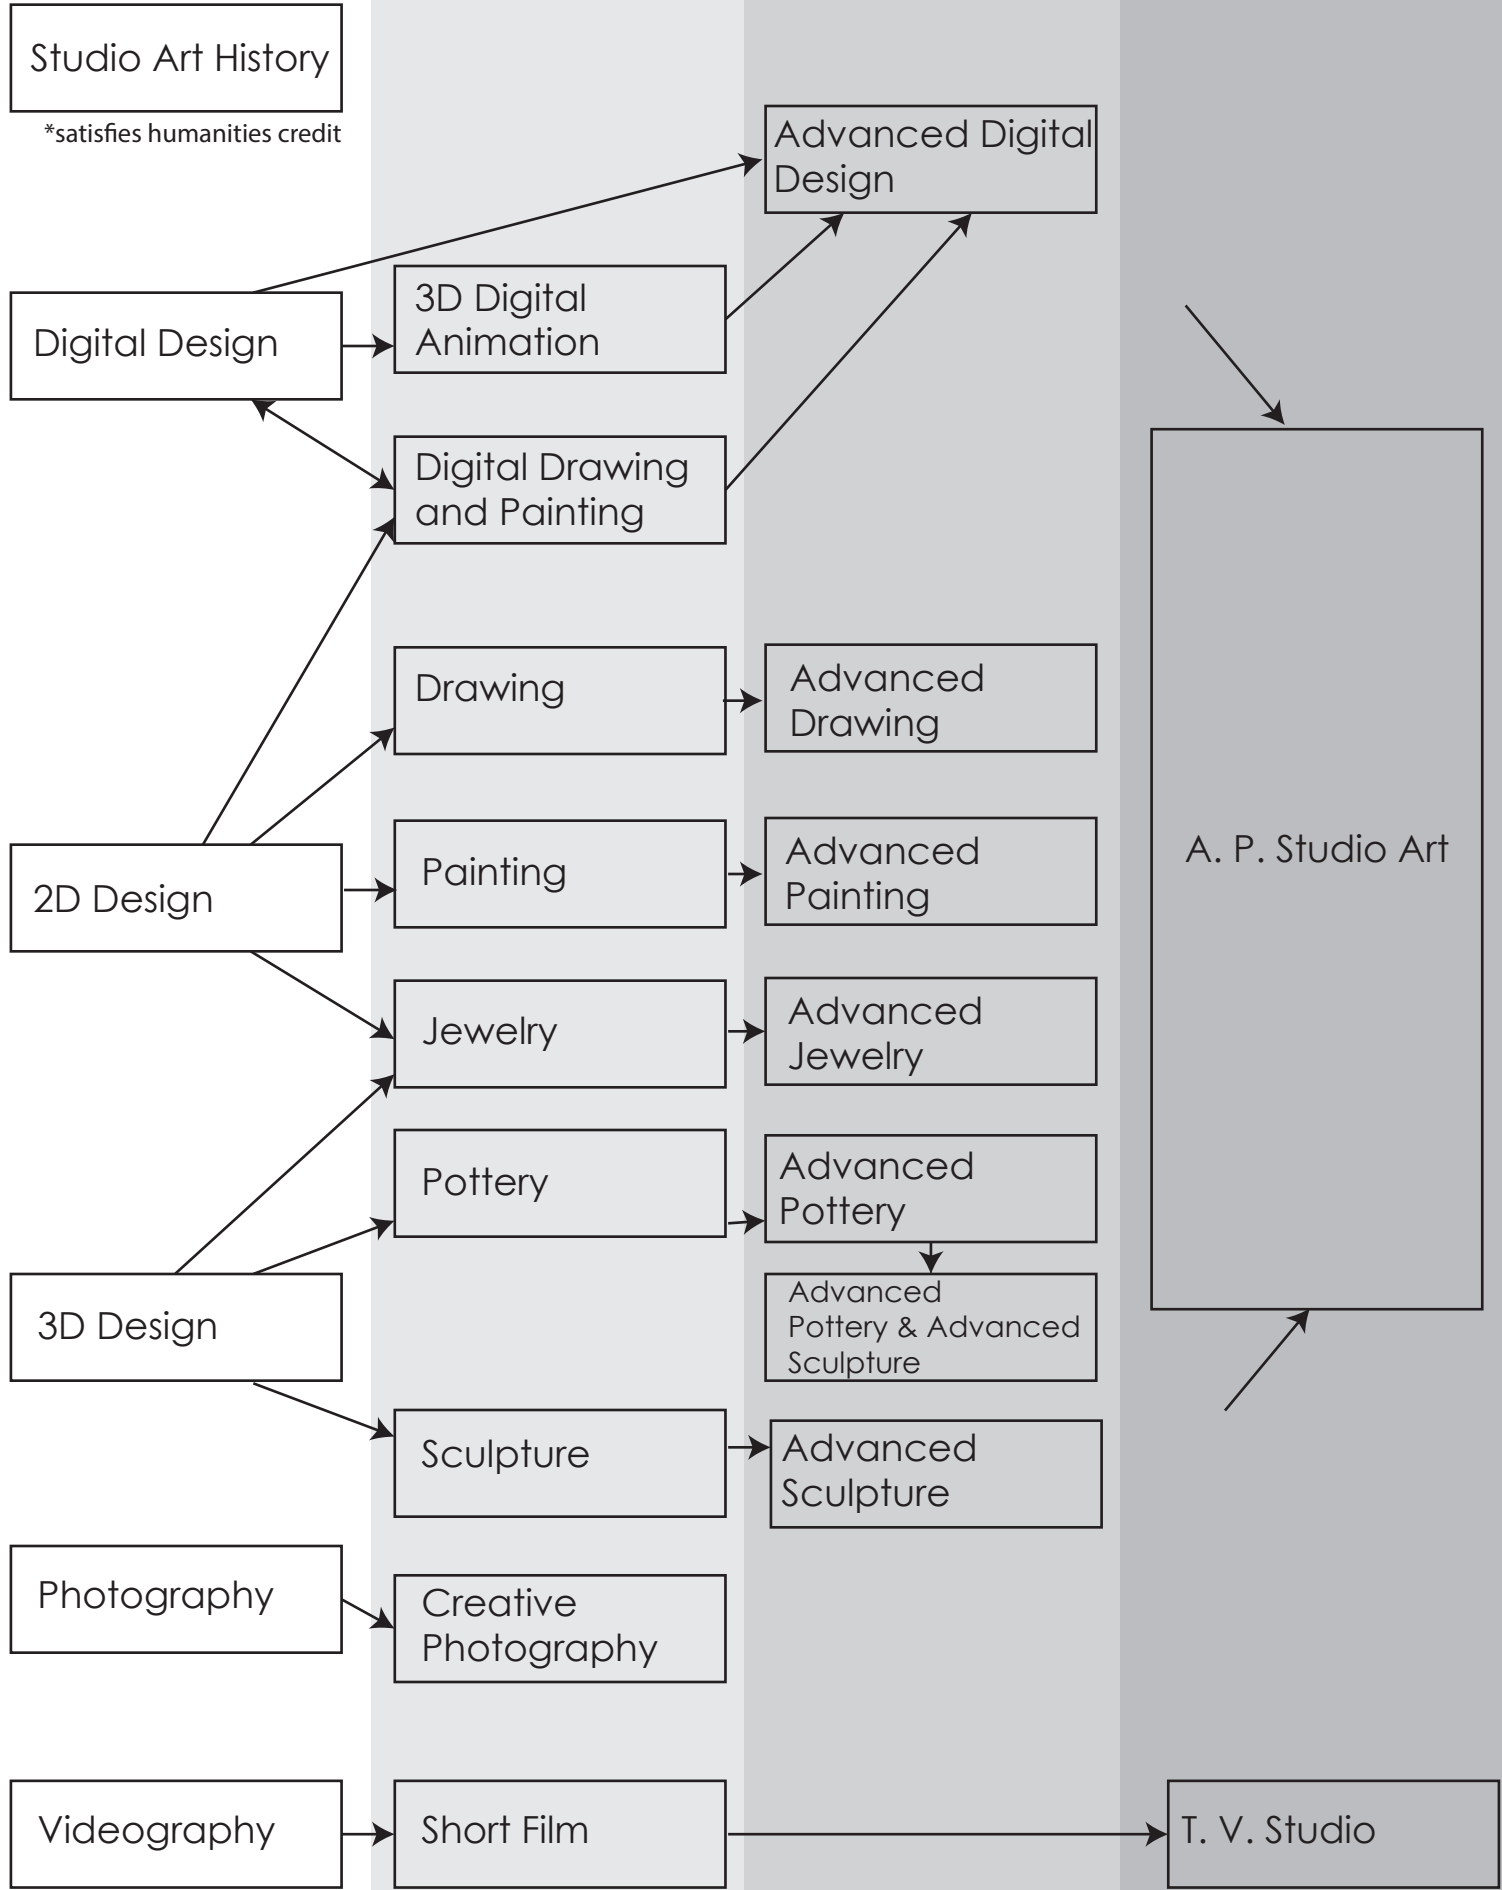 Studio Art History
*satisfies humanities credit
Advanced Digital
Design
Digital Design
3D Digital
Animation
Digital Drawing
and Painting
Drawing
Advanced
Drawing
2D Design
Painting
Advanced
Painting
A. P. Studio Art
Jewelry
Advanced
Jewelry
Pottery
Advanced
Pottery
3D Design
Advanced
Pottery & Advanced
Sculpture
Sculpture
Advanced
Sculpture
Photography
Creative
Photography
Videography
Short Film
T. V. Studio